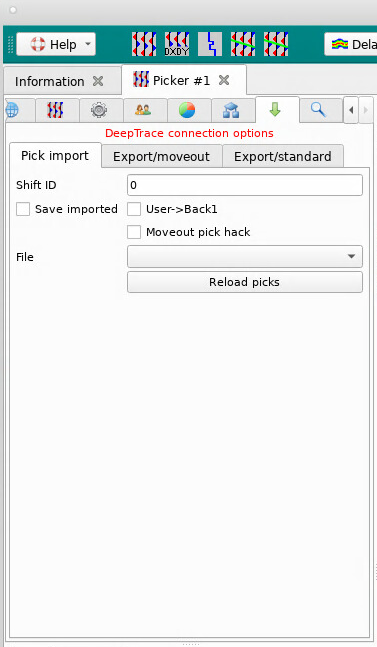 Help
DXDY
Dela
Information
Picker #1
DeepTrace connection options
Pick import
Export/moveout
Export/standard
Shift ID
0
Save imported
User->Back1
Moveout pick hack
File
Reload picks